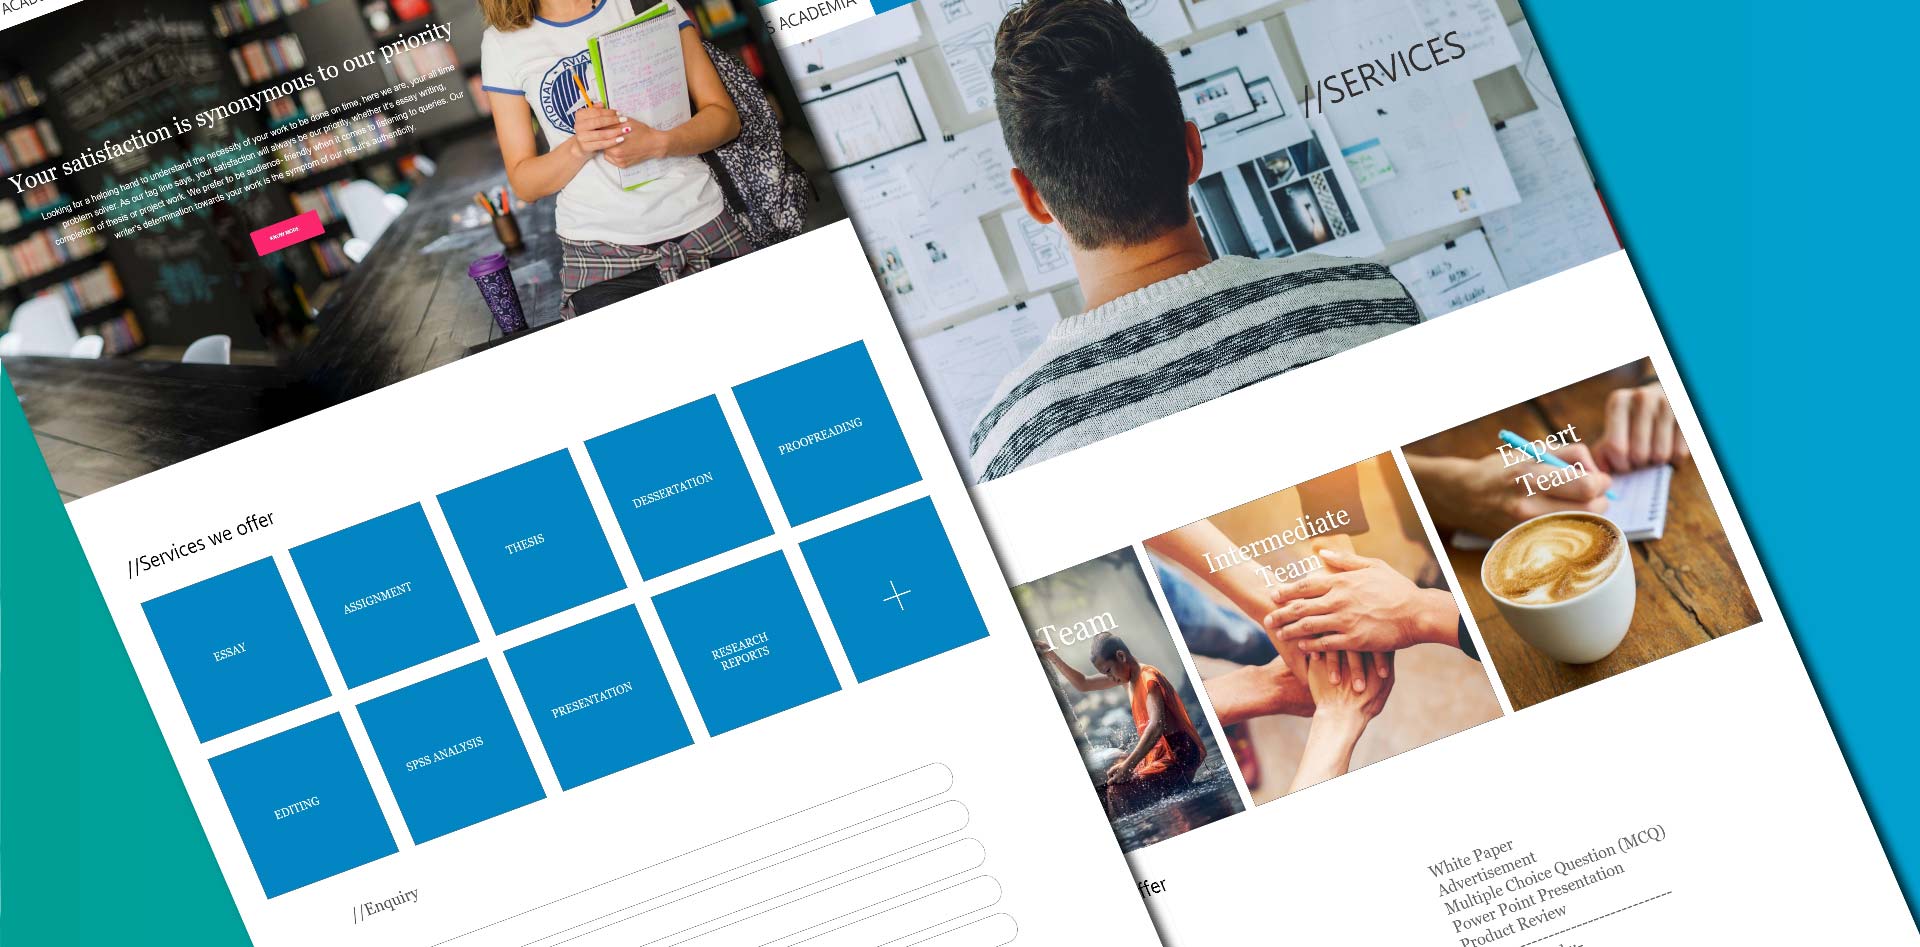 ACAD
Your satisfaction is synonymous to our priority
Looking for a helping hand to understand the necessity of your work to be done on time, here we are, your all time
problem solver. As our tag line says, your satisfaction will always be our priority, whether it's essay writing,
completion of thesis or project work. We prefer to be audience- friendly when it comes to listening to queries. Our
writer's determination towards your work is the symptom of our result's authenticity.
KNOW MORE
//Services we offer
ESSAY
ASSIGNMENT
THESIS
DESSERTATION
PROOFREADING
EDITING
SPSS ANALYSIS
PRESENTATION
RESEARCH
REPORTS
//Enquiry
S ACADEMIA
//SERVICES
Team
Intermediate
Team
Expert
Team
ffer
White Paper
Advertisement
Multiple Choice Question (MCQ)
Power Point Presentation
Product Review